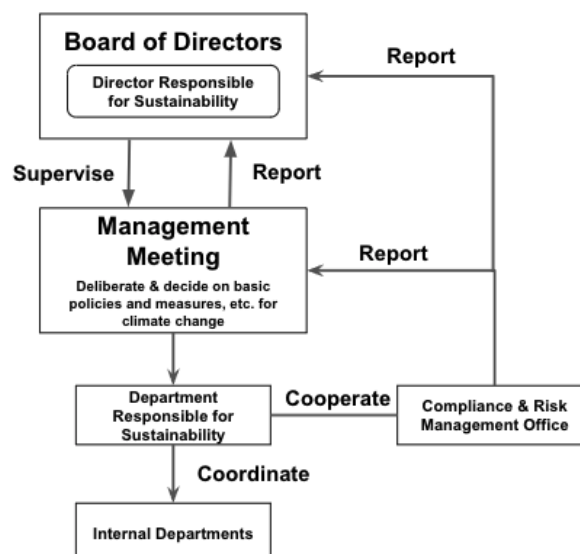 Board of Directors
Director Responsible
for Sustainability
Report
Supervise
Report
Management
Meeting
Deliberate & decide on basic
policies and measures, etc. for
climate change
Report
Department
Responsible for
Sustainability
Cooperate
Compliance & Risk
Management Office
Coordinate
Internal Departments